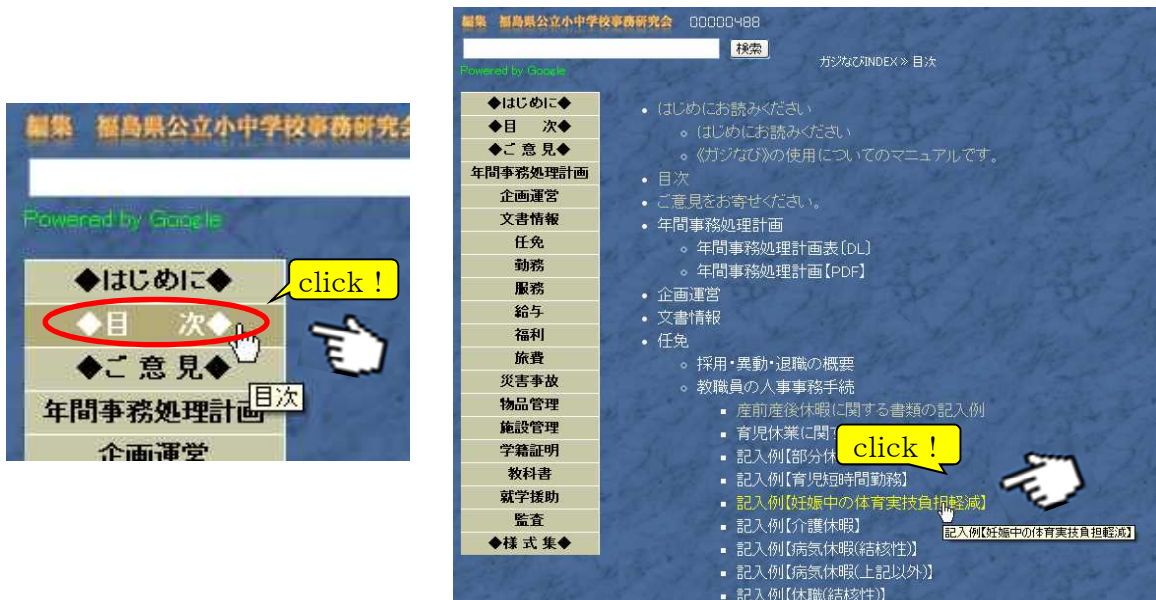 編集 福島県公立小中学校事務研究会
Powered by Google
◆はじめに◆
click！
◆目　　次◆
◆ご 意 見◆
目次
年間事務処理計画
企画運営
編集 福島県公立小中学校事務研究会 00000488
検索
ガジなびINDEX » 目次
Powered by Google
◆はじめに◆
◆目　　次◆
◆ご 意 見◆
年間事務処理計画
企画運営
文書情報
任免
勤務
服務
給与
福利
旅費
災害事故
物品管理
施設管理
学籍証明
教科書
就学援助
監査
◆様 式 集◆
はじめにお読みください
はじめにお読みください
《ガジなび》の使用についてのマニュアルです。
目次
ご意見をお寄せください。
年間事務処理計画
年間事務処理計画表[DL]
年間事務処理計画【PDF】
企画運営
文書情報
任免
採用・異動・退職の概要
教職員の人事事務手続
産前産後休暇に関する書類の記入例
育児休業に関す
click！
記入例【部分休
記入例【育児短時間勤務】
記入例【妊娠中の体育実技負担軽減】
記入例【妊娠中の体育実技負担軽減】
記入例【介護休暇】
記入例【病気休暇(結核性)】
記入例【病気休暇(上記以外)】
記入例【休職(結核性)】